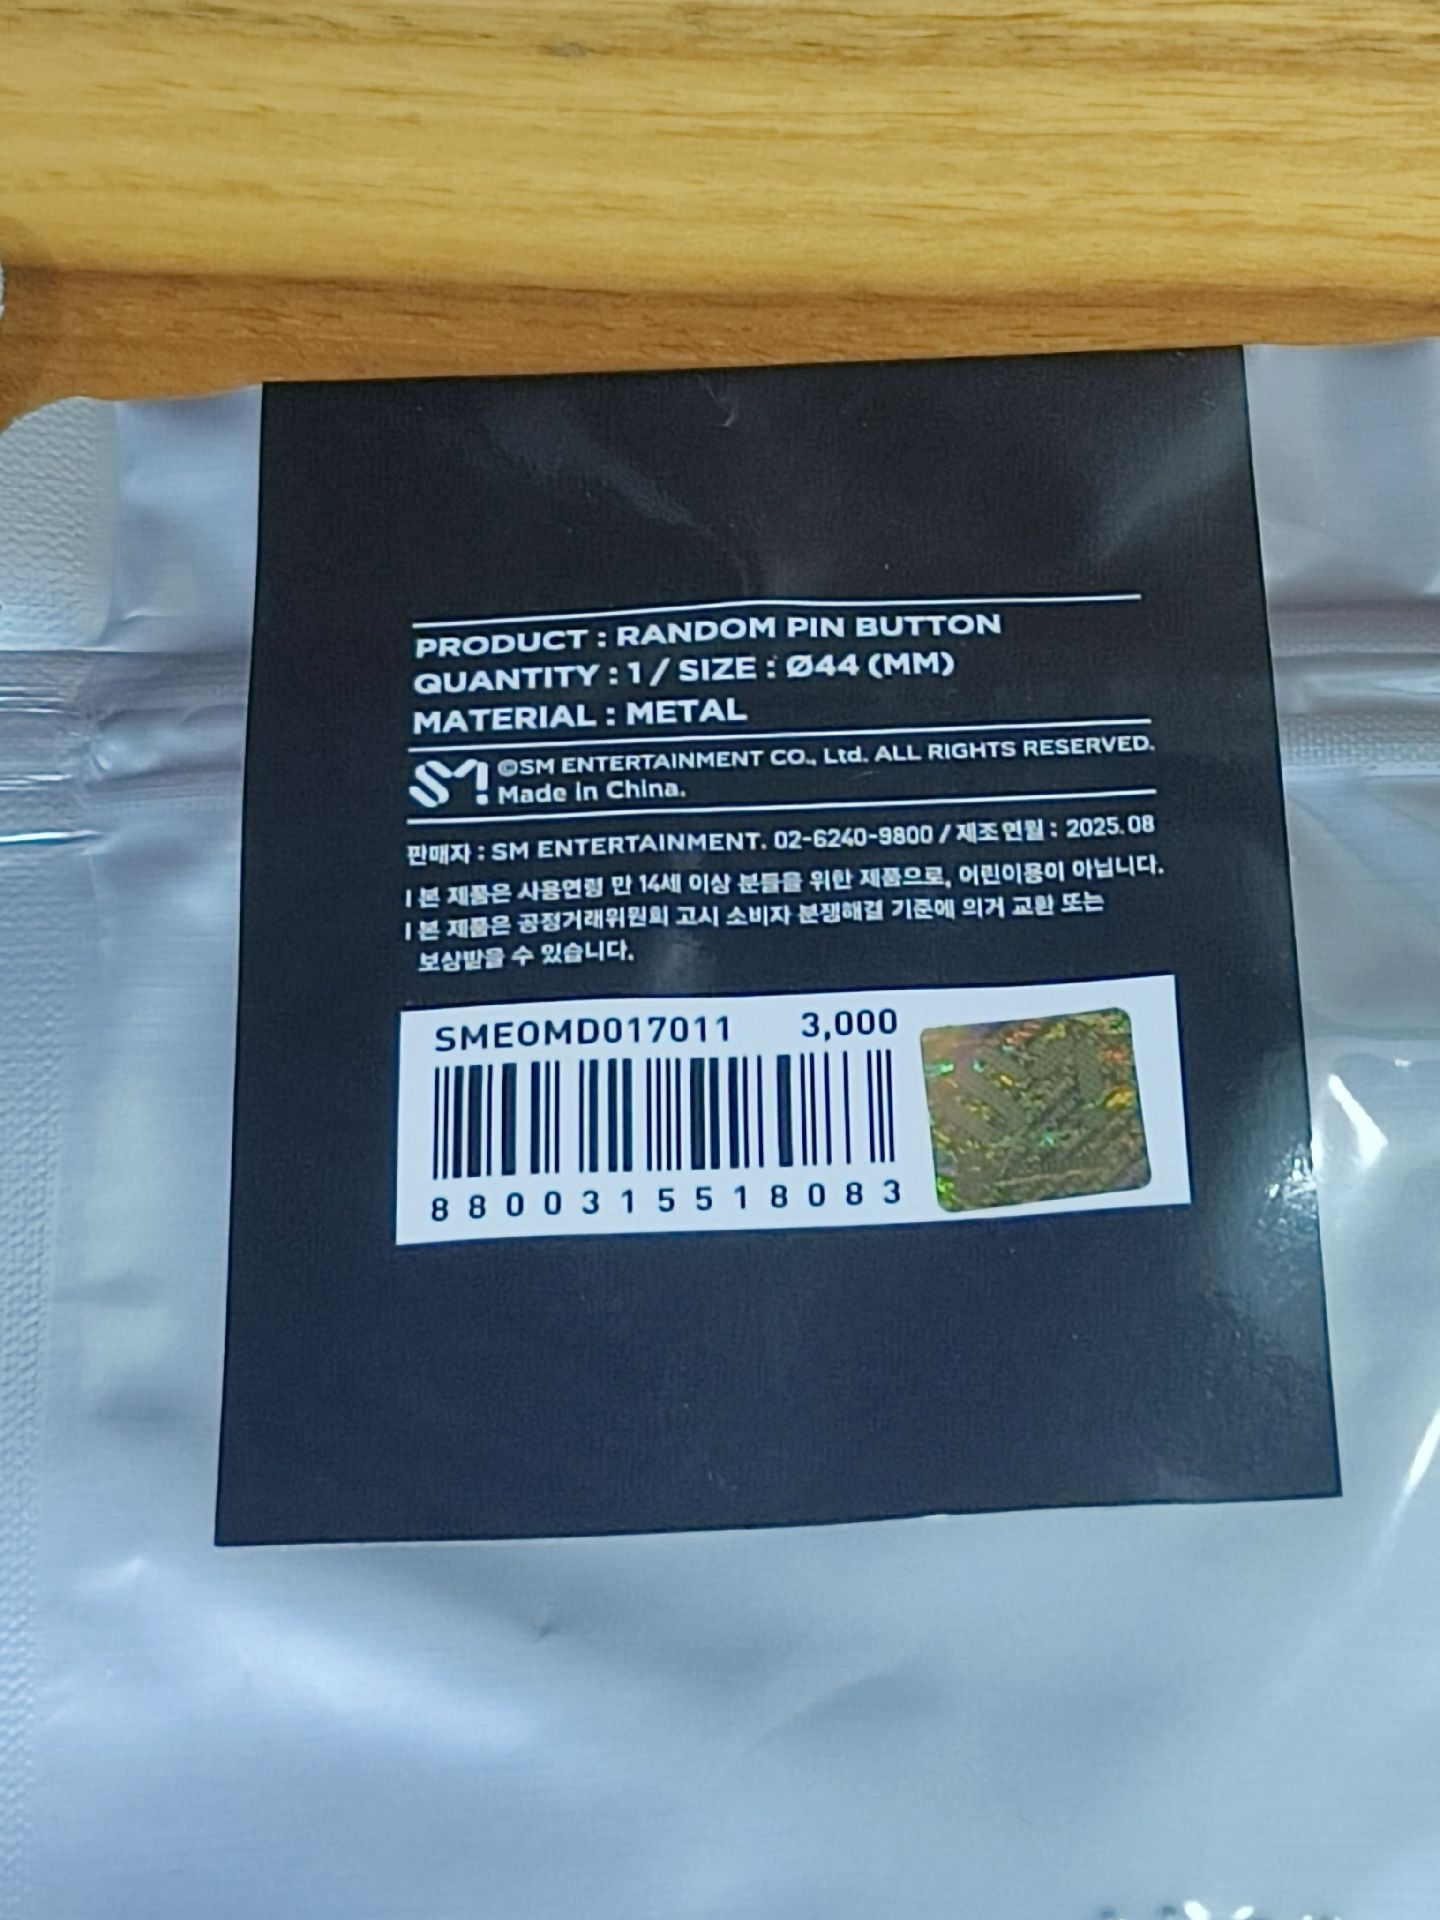 PRODUCT : RANDOM PIN BUTTON
QUANTITY : 1 / SIZE : Ø44 (MM)
MATERIAL : METAL
SM ©SM ENTERTAINMENT CO., Ltd. ALL RIGHTS RESERVED.
Made in China.
판매자 : SM ENTERTAINMENT. 02-6240-9800 / 제조연월 : 2025.08
I 본 제품은 사용연령 만 14세 이상 분들을 위한 제품으로, 어린이용이 아닙니다.
I 본 제품은 공정거래위원회 고시 소비자 분쟁해결 기준에 의거 교환 또는
보상받을 수 있습니다.
SMEOMD017011 3,000
8800315518083